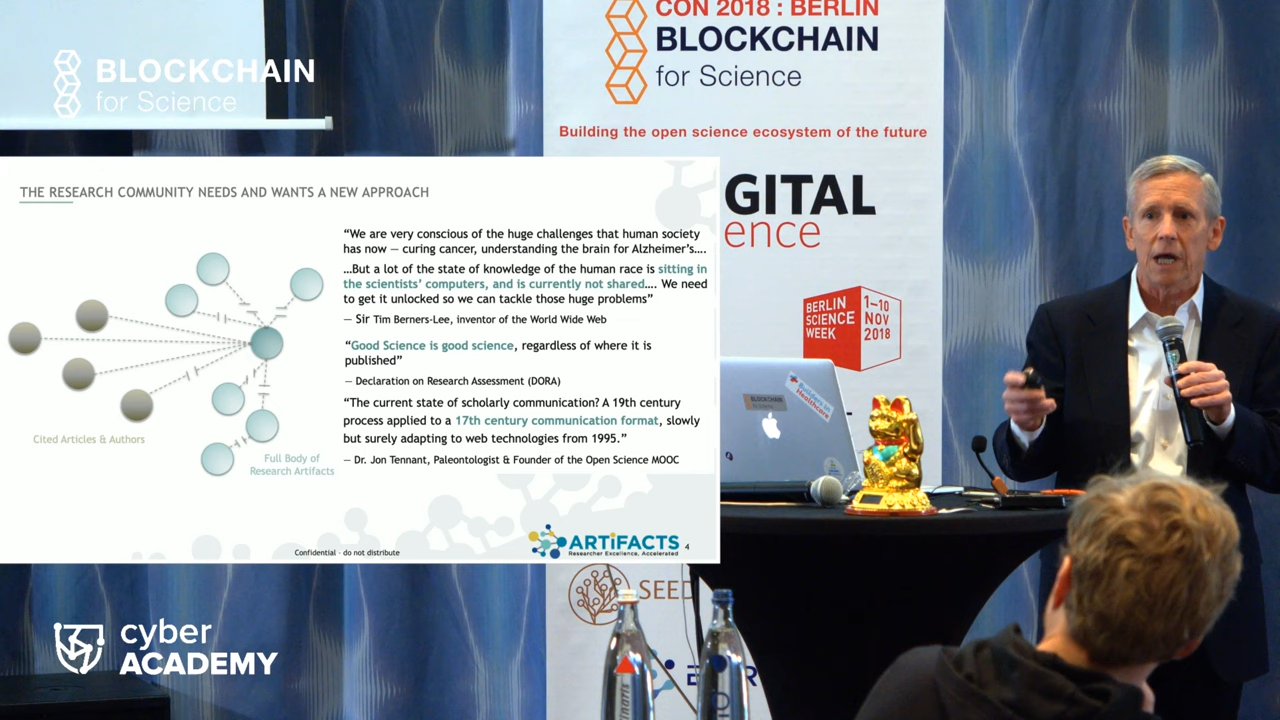 BLOCKCHAIN
for Science
CON 2018 : BERLIN
BLOCKCHAIN
for Science
Building the open science ecosystem of the future
GITAL
ence
BERLIN
SCIENCE
WEEK
1–10
NOV
2018
THE RESEARCH COMMUNITY NEEDS AND WANTS A NEW APPROACH
“We are very conscious of the huge challenges that human society
has now — curing cancer, understanding the brain for Alzheimer’s….
…But a lot of the state of knowledge of the human race is sitting in
the scientists’ computers, and is currently not shared…. We need
to get it unlocked so we can tackle those huge problems”
— Sir Tim Berners-Lee, inventor of the World Wide Web
“Good Science is good science, regardless of where it is
published”
— Declaration on Research Assessment (DORA)
“The current state of scholarly communication? A 19th century
process applied to a 17th century communication format, slowly
but surely adapting to web technologies from 1995.”
— Dr. Jon Tennant, Paleontologist & Founder of the Open Science MOOC
Cited Articles & Authors
Full Body of
Research Artifacts
Confidential - do not distribute
ARTiFACTS
Researcher Excellence, Accelerated
4
BLOCKCHAIN
Healthcare
SEED
cyber
ACADEMY